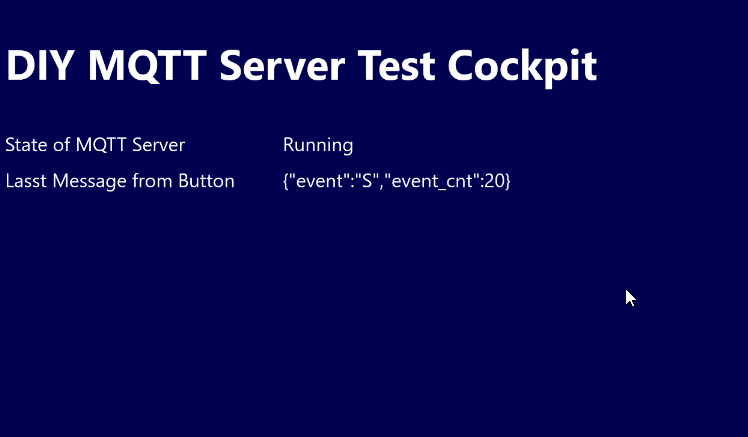 DIY MQTT Server Test Cockpit
State of MQTT Server Running
Lasst Message from Button {"event":"S","event_cnt":20}